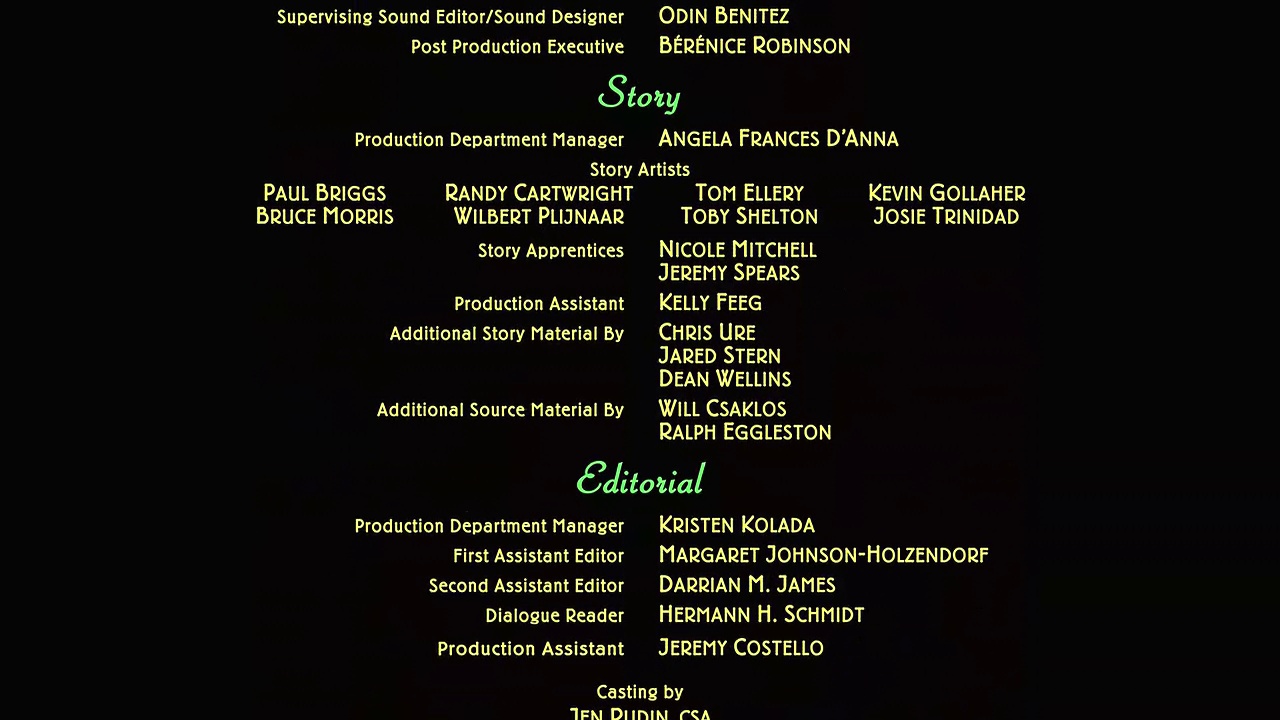 Supervising Sound Editor/Sound Designer ODIN BENITEZ
Post Production Executive BÉRÉNICE ROBINSON
Story
Production Department Manager ANGELA FRANCES D'ANNA
Story Artists
PAUL BRIGGS RANDY CARTWRIGHT TOM ELLERY KEVIN GOLLAHER
BRUCE MORRIS WILBERT PLIJNAAR TOBY SHELTON JOSIE TRINIDAD
Story Apprentices NICOLE MITCHELL
JEREMY SPEARS
Production Assistant KELLY FEEG
Additional Story Material By CHRIS URE
JARED STERN
DEAN WELLINS
Additional Source Material By WILL CSAKLOS
RALPH EGGLESTON
Editorial
Production Department Manager KRISTEN KOLADA
First Assistant Editor MARGARET JOHNSON-HOLZENDORF
Second Assistant Editor DARRIAN M. JAMES
Dialogue Reader HERMANN H. SCHMIDT
Production Assistant JEREMY COSTELLO
Casting by
JEN RUDIN, CSA